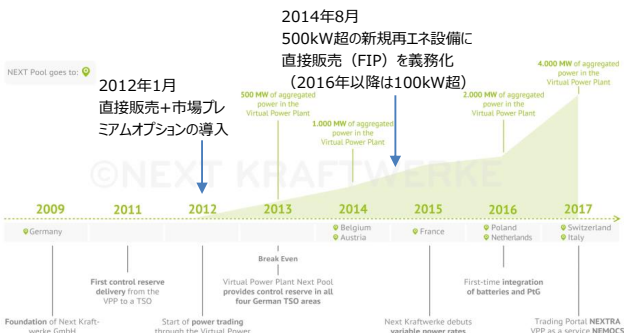 2014年8月
500kW超の新規再エネ設備に
直接販売（FIP）を義務化
（2016年以降は100kW超）
NEXT Pool goes to:
2012年1月
直接販売+市場プレ
ミアムオプションの導入
500 MW of aggregated
power in the
Virtual Power Plant
1.000 MW of aggregated
power in the
Virtual Power Plant
2.000 MW of aggregated
power in the
Virtual Power Plant
4.000 MW of aggregated
power in the
Virtual Power Plant
©NEXT KRAFTWERKE
2009 2011 2012 2013 2014 2015 2016 2017
Germany
Belgium
Austria
France
Poland
Netherlands
Switzerland
Italy
First control reserve
delivery from the
VPP to a TSO
Break Even
Virtual Power Plant Next Pool
provides control reserve in all
four German TSO areas
First-time integration
of batteries and PtG
Foundation of Next Kraft-
werke GmbH
Start of power trading
through the Virtual Power
Next Kraftwerke debuts
variable power rates
Trading Portal NEXTRA
VPP as a service NEMOCS